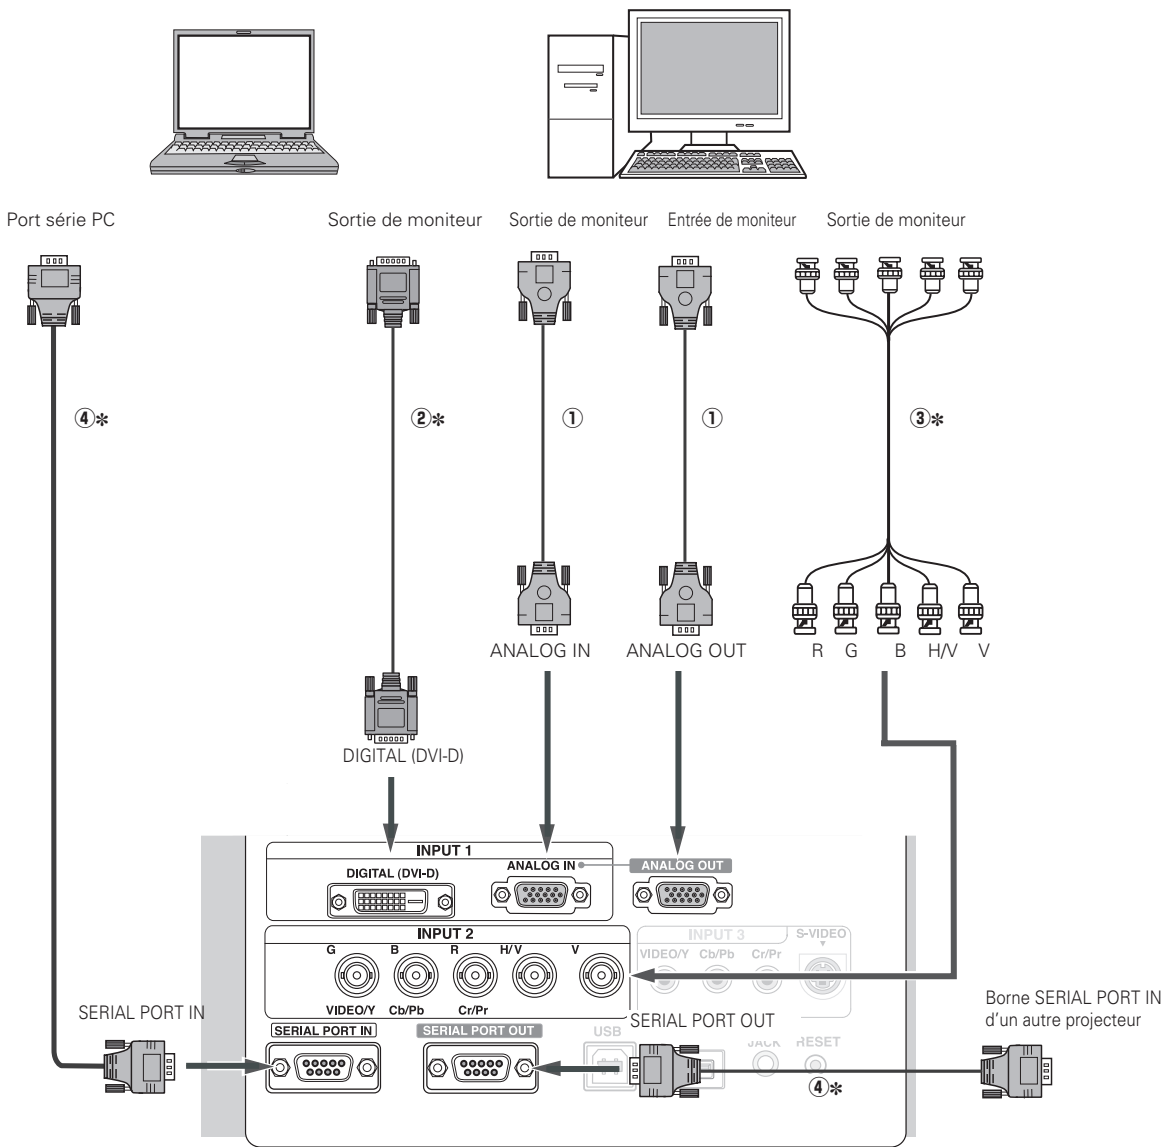 Port série PC
Sortie de moniteur
Sortie de moniteur
Entrée de moniteur
Sortie de moniteur
④*
②*
①
①
③*
ANALOG IN
ANALOG OUT
R G B H/V V
DIGITAL (DVI-D)
INPUT 1
DIGITAL (DVI-D)
ANALOG IN
ANALOG OUT
INPUT 2
G B R H/V V
VIDEO/Y Cb/Pb Cr/Pr
INPUT 3
S-VIDEO
VIDEO/Y Cb/Pb Cr/Pr
SERIAL PORT IN
SERIAL PORT IN
SERIAL PORT OUT
USB
SERIAL PORT OUT
JACK
RESET
④*
Borne SERIAL PORT IN
d'un autre projecteur